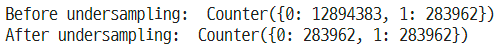 Before undersampling:  Counter({0: 12894383, 1: 283962})
After undersampling:  Counter({0: 283962, 1: 283962})